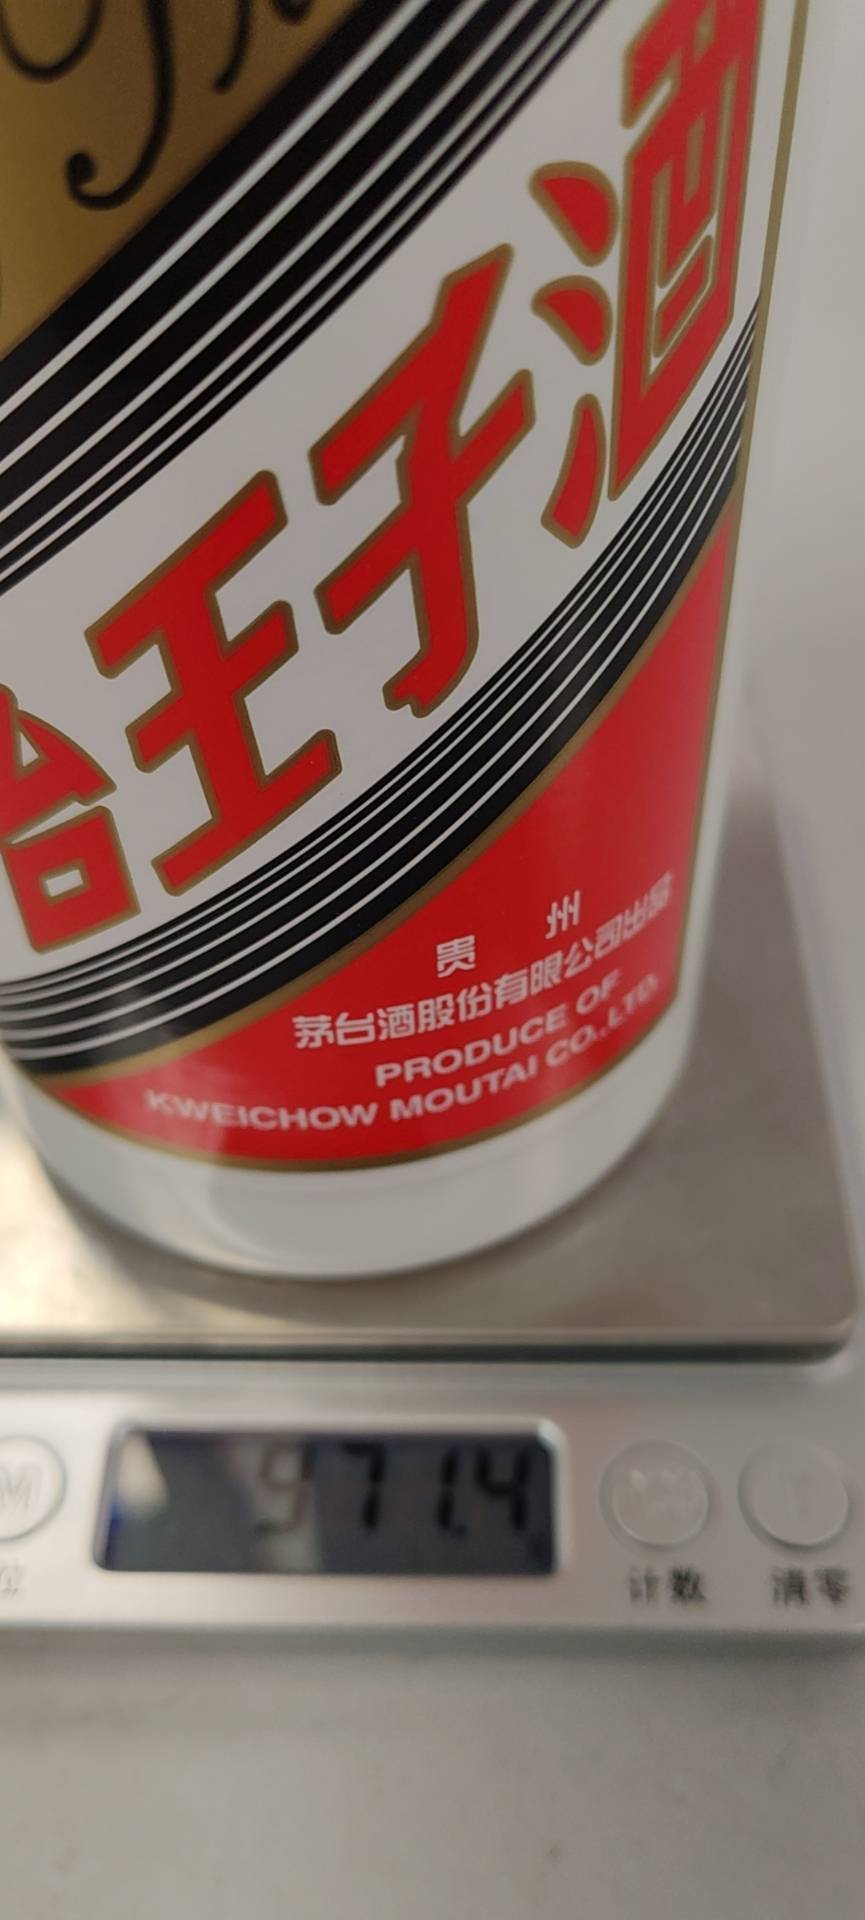 台王子酒
贵州
茅台酒股份有限公司出品
PRODUCE OF
KWEICHOW MOUTAI CO.,LTD.
971.4
M
计数
清零